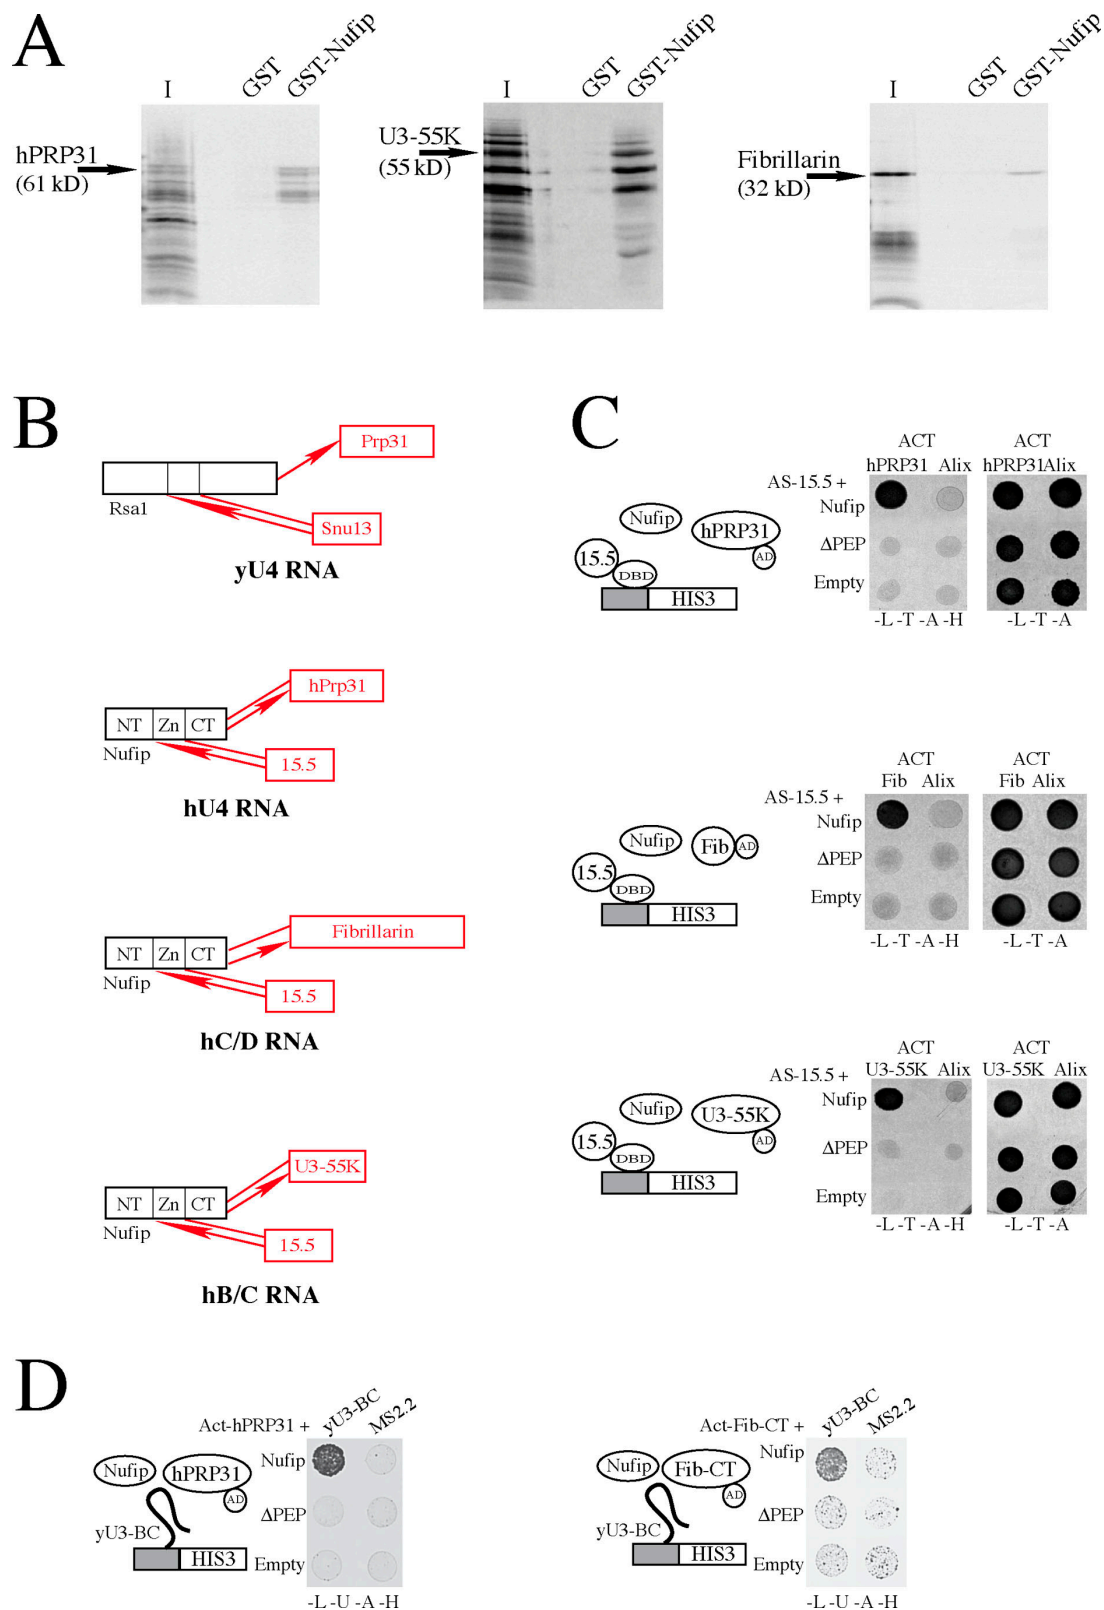 A
I GST GST-Nufip
hPRP31
(61 kD)
I GST GST-Nufip
U3-55K
(55 kD)
I GST GST-Nufip
Fibrillarin
(32 kD)
B
Prp31
Rsa1
Snu13
yU4 RNA
hPrp31
NT Zn CT
Nufip
15.5
hU4 RNA
Fibrillarin
NT Zn CT
Nufip
15.5
hC/D RNA
U3-55K
NT Zn CT
Nufip
15.5
hB/C RNA
C
ACT ACT
hPRP31 Alix hPRP31 Alix
AS-15.5 +
Nufip
ΔPEP
Empty
-L -T -A -H -L -T -A
Nufip hPRP31
AD
15.5
DBD
HIS3
ACT ACT
Fib Alix Fib Alix
AS-15.5 +
Nufip
ΔPEP
Empty
-L -T -A -H -L -T -A
Nufip Fib AD
15.5
DBD
HIS3
ACT ACT
U3-55K Alix U3-55K Alix
AS-15.5 +
Nufip
ΔPEP
Empty
-L -T -A -H -L -T -A
Nufip U3-55K
AD
15.5
DBD
HIS3
D
Act-hPRP31 + yU3-BC MS2.2
Nufip
ΔPEP
Empty
-L -U -A -H
Nufip hPRP31
AD
yU3-BC
HIS3
Act-Fib-CT + yU3-BC MS2.2
Nufip
ΔPEP
Empty
-L -U -A -H
Nufip Fib-CT
AD
yU3-BC
HIS3